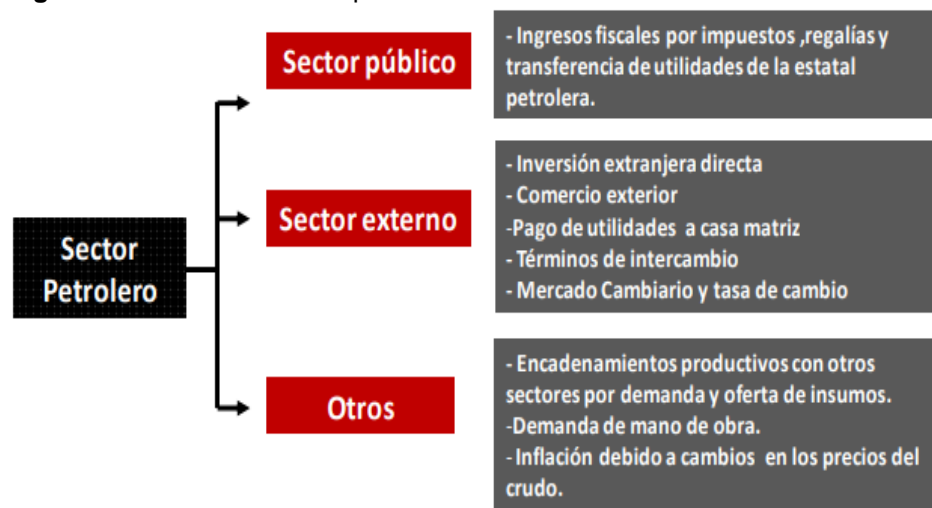 Sector público
- Ingresos fiscales por impuestos ,regalías y
transferencia de utilidades de la estatal
petrolera.
Sector Petrolero
Sector externo
- Inversión extranjera directa
- Comercio exterior
-Pago de utilidades a casa matriz
- Términos de intercambio
- Mercado Cambiario y tasa de cambio
Otros
- Encadenamientos productivos con otros
sectores por demanda y oferta de insumos.
-Demanda de mano de obra.
- Inflación debido a cambios en los precios del
crudo.